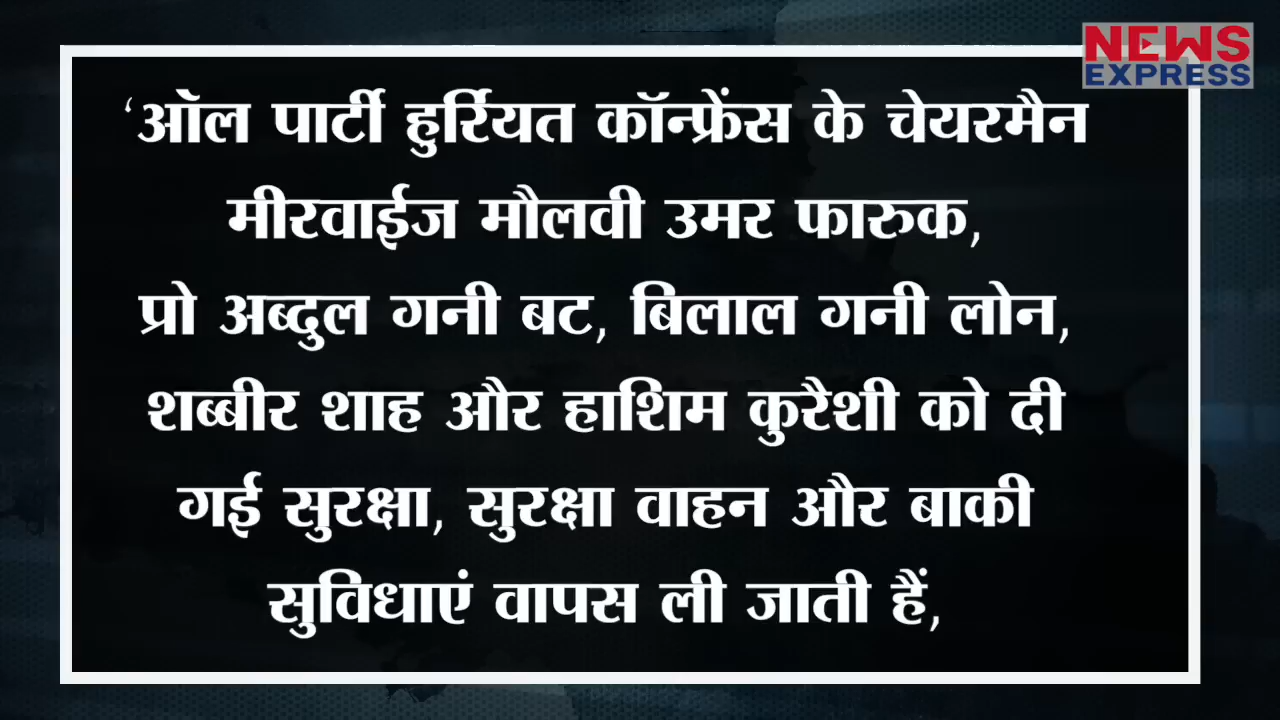 NEWS
EXPRESS
‘ऑल पार्टी हुर्रियत कॉन्फ्रेंस के चेयरमैन
मीरवाईज मौलवी उमर फारुक,
प्रो अब्दुल गनी बट, बिलाल गनी लोन,
शब्बीर शाह और हाशिम कुरैशी को दी
गई सुरक्षा, सुरक्षा वाहन और बाकी
सुविधाएं वापस ली जाती हैं,